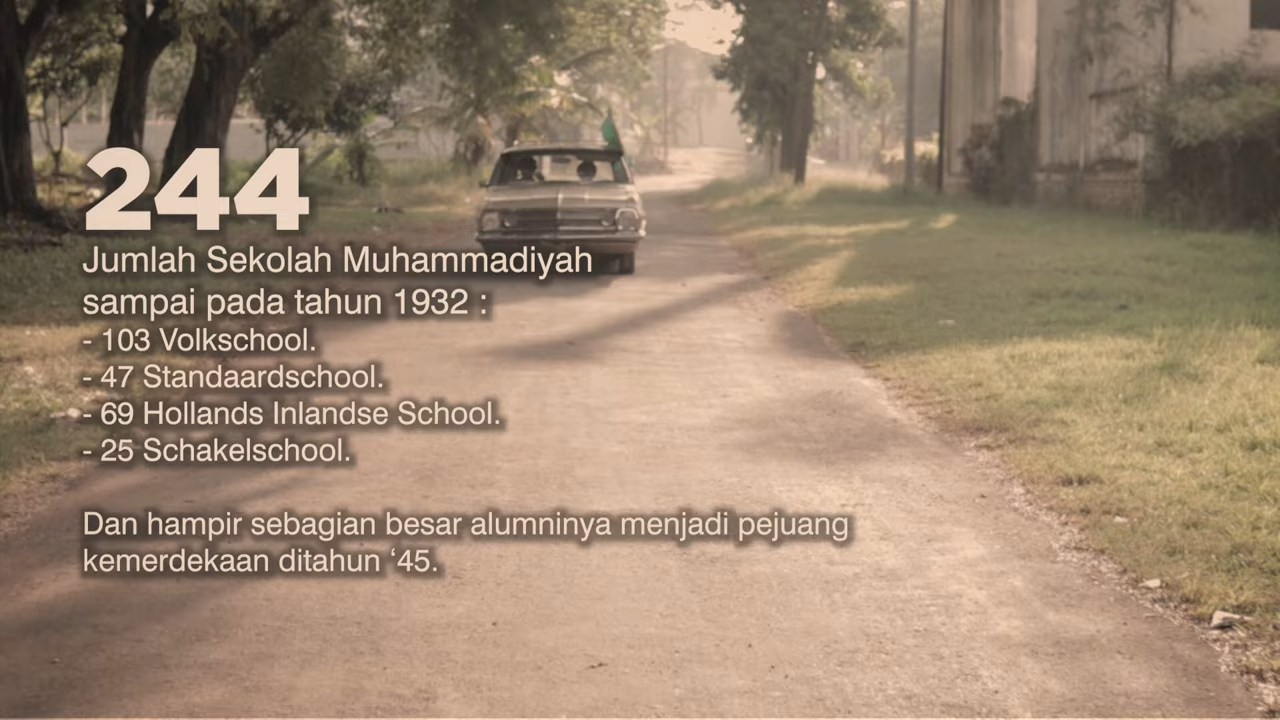 244
Jumlah Sekolah Muhammadiyah
sampai pada tahun 1932 :
- 103 Volkschool.
- 47 Standaardschool.
- 69 Hollands Inlandse School.
- 25 Schakelschool.
Dan hampir sebagian besar alumninya menjadi pejuang
kemerdekaan ditahun ‘45.